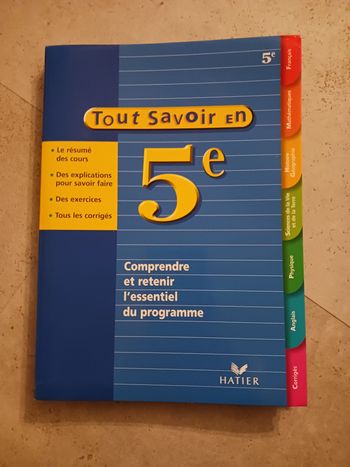 5e
Tout Savoir en
5e
• Le résumé
des cours
• Des explications
pour savoir faire
• Des exercices
• Tous les corrigés
Comprendre
et retenir
l'essentiel
du programme
HATIER
Français
Mathématiques
Histoire
Géographie
Sciences de la Vie
et de la Terre
Physique
Anglais
Corrigés